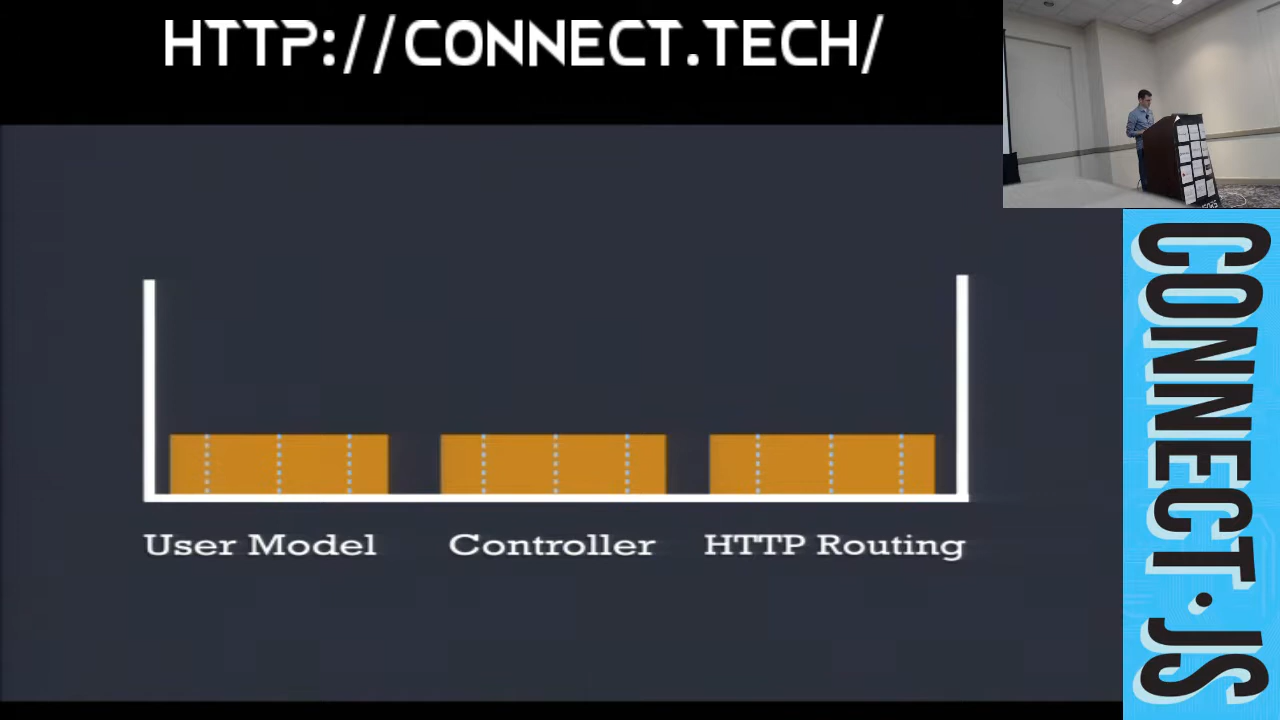 HTTP://CONNECT.TECH/
User Model
Controller
HTTP Routing
CONNECT.JS